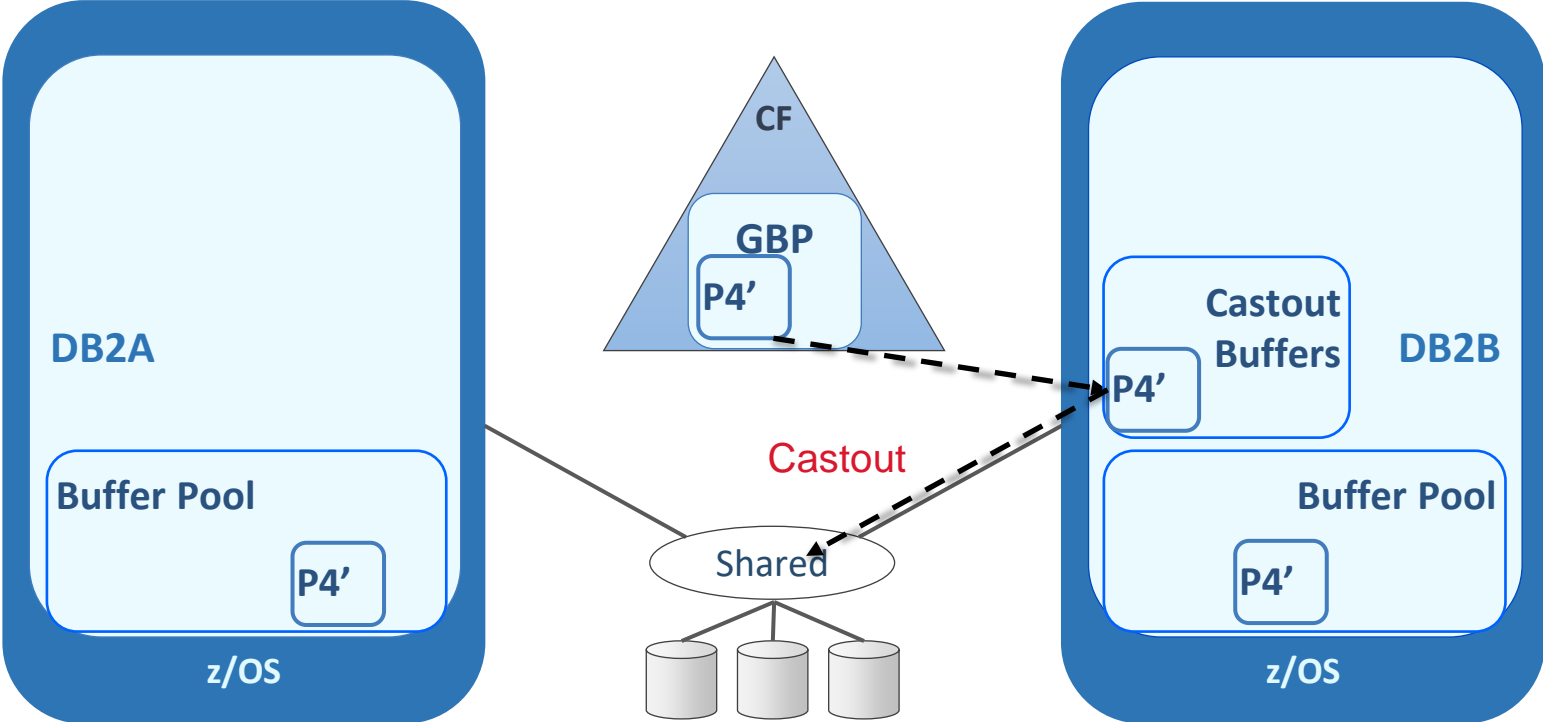 CF
GBP
P4’
DB2A
Castout
Buffers
DB2B
P4’
Castout
Buffer Pool
P4’
Buffer Pool
P4’
Shared
z/OS
z/OS